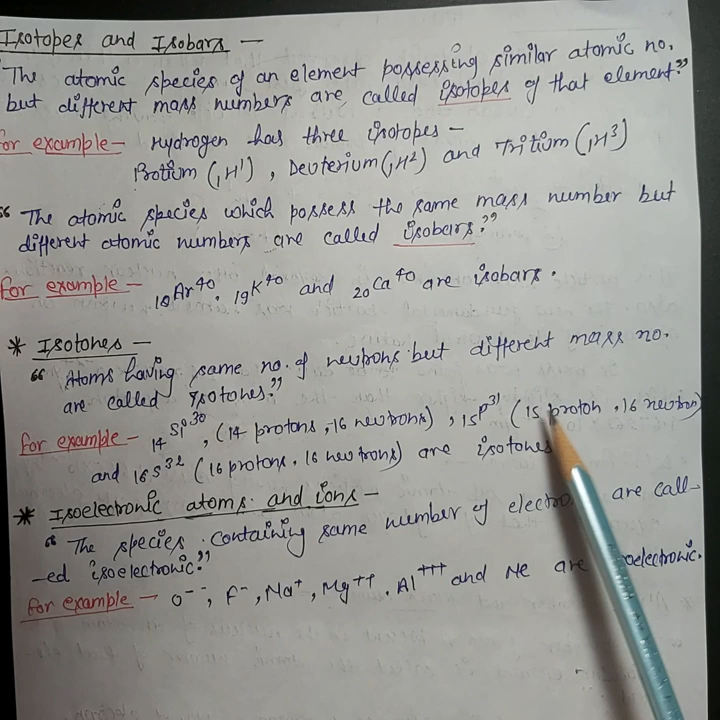 Isotopes and Isobars —
"The atomic species of an element possessing similar atomic no.
but different mass numbers are called isotopes of that element."
for example — Hydrogen has three isotopes —
Protium (₁H¹), Deuterium (₁H²) and Tritium (₁H³)
"The atomic species which possess the same mass number but
different atomic numbers are called isobars."
for example — ₁₈Ar⁴⁰, ₁₉K⁴⁰ and ₂₀Ca⁴⁰ are isobars.
* Isotones —
"Atoms having same no. of neutrons but different mass no.
are called Isotones."
for example — ₁₄ ³⁰, (14 protons, 16 neutrons), ₁₅P³¹ (15 proton, 16 neutron)
and ₁₆S³² (16 protons, 16 neutrons) are isotones
* Isoelectronic atoms and ions —
"The species containing same number of electro are call-
-ed isoelectronic."
for example — O⁻⁻, F⁻, Na⁺, Mg⁺⁺, Al⁺⁺⁺ and Ne are oelectronic.